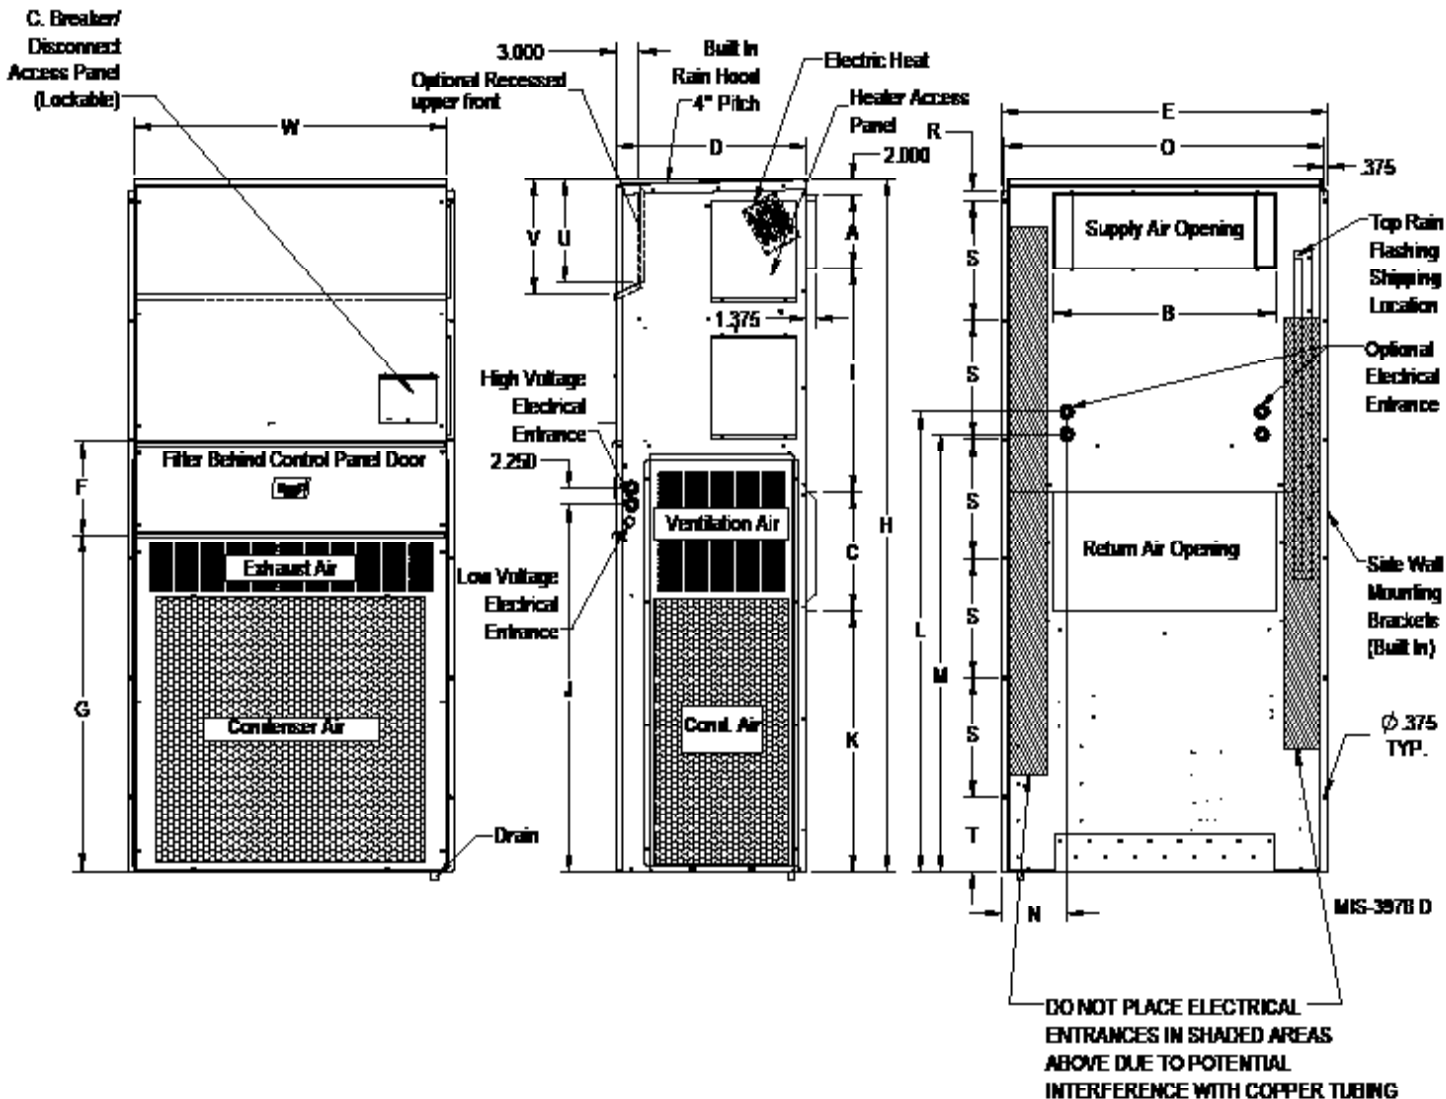 C. Breaker/
Disconnect
Access Panel
(Lockable)
W
F
G
Filter Behind Control Panel Door
Exhaust Air
Condenser Air
Drain
3.000
Optional Recessed
upper front
Built In
Rain Hood
4" Pitch
Electric Heat
Heater Access
Panel
D
2.000
V
U
A
1.375
I
High Voltage
Electrical
Entrance
2.250
Low Voltage
Electrical
Entrance
Ventilation Air
Cond. Air
J
H
C
K
R
E
O
.375
Supply Air Opening
B
Top Rain
Flashing
Shipping
Location
Optional
Electrical
Entrance
S
S
S
S
S
T
L
M
Return Air Opening
Side Wall
Mounting
Brackets
(Built In)
Ø .375
TYP.
N
MIS-3978 D
DO NOT PLACE ELECTRICAL
ENTRANCES IN SHADED AREAS
ABOVE DUE TO POTENTIAL
INTERFERENCE WITH COPPER TUBING